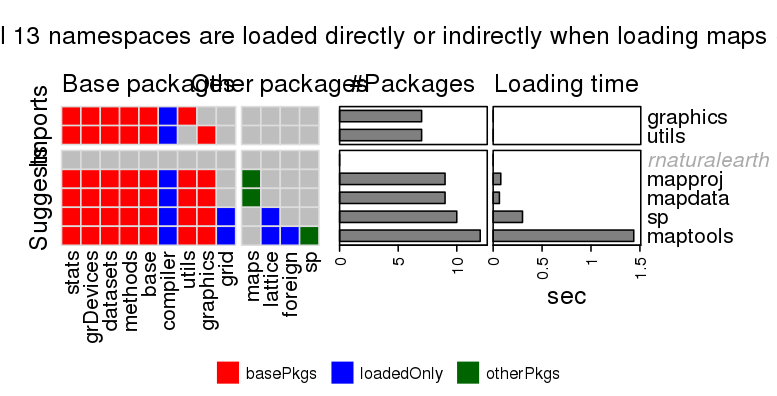 l 13 namespaces are loaded directly or indirectly when loading maps
Base packages
Other packages
#Packages
Loading time
Imports
Suggests
graphics
utils
rnaturalearth
mapproj
mapdata
sp
maptools
stats
grDevices
datasets
methods
base
compiler
utils
graphics
grid
maps
lattice
foreign
sp
0
5
10
0
0.5
1
1.5
sec
basePkgs
loadedOnly
otherPkgs